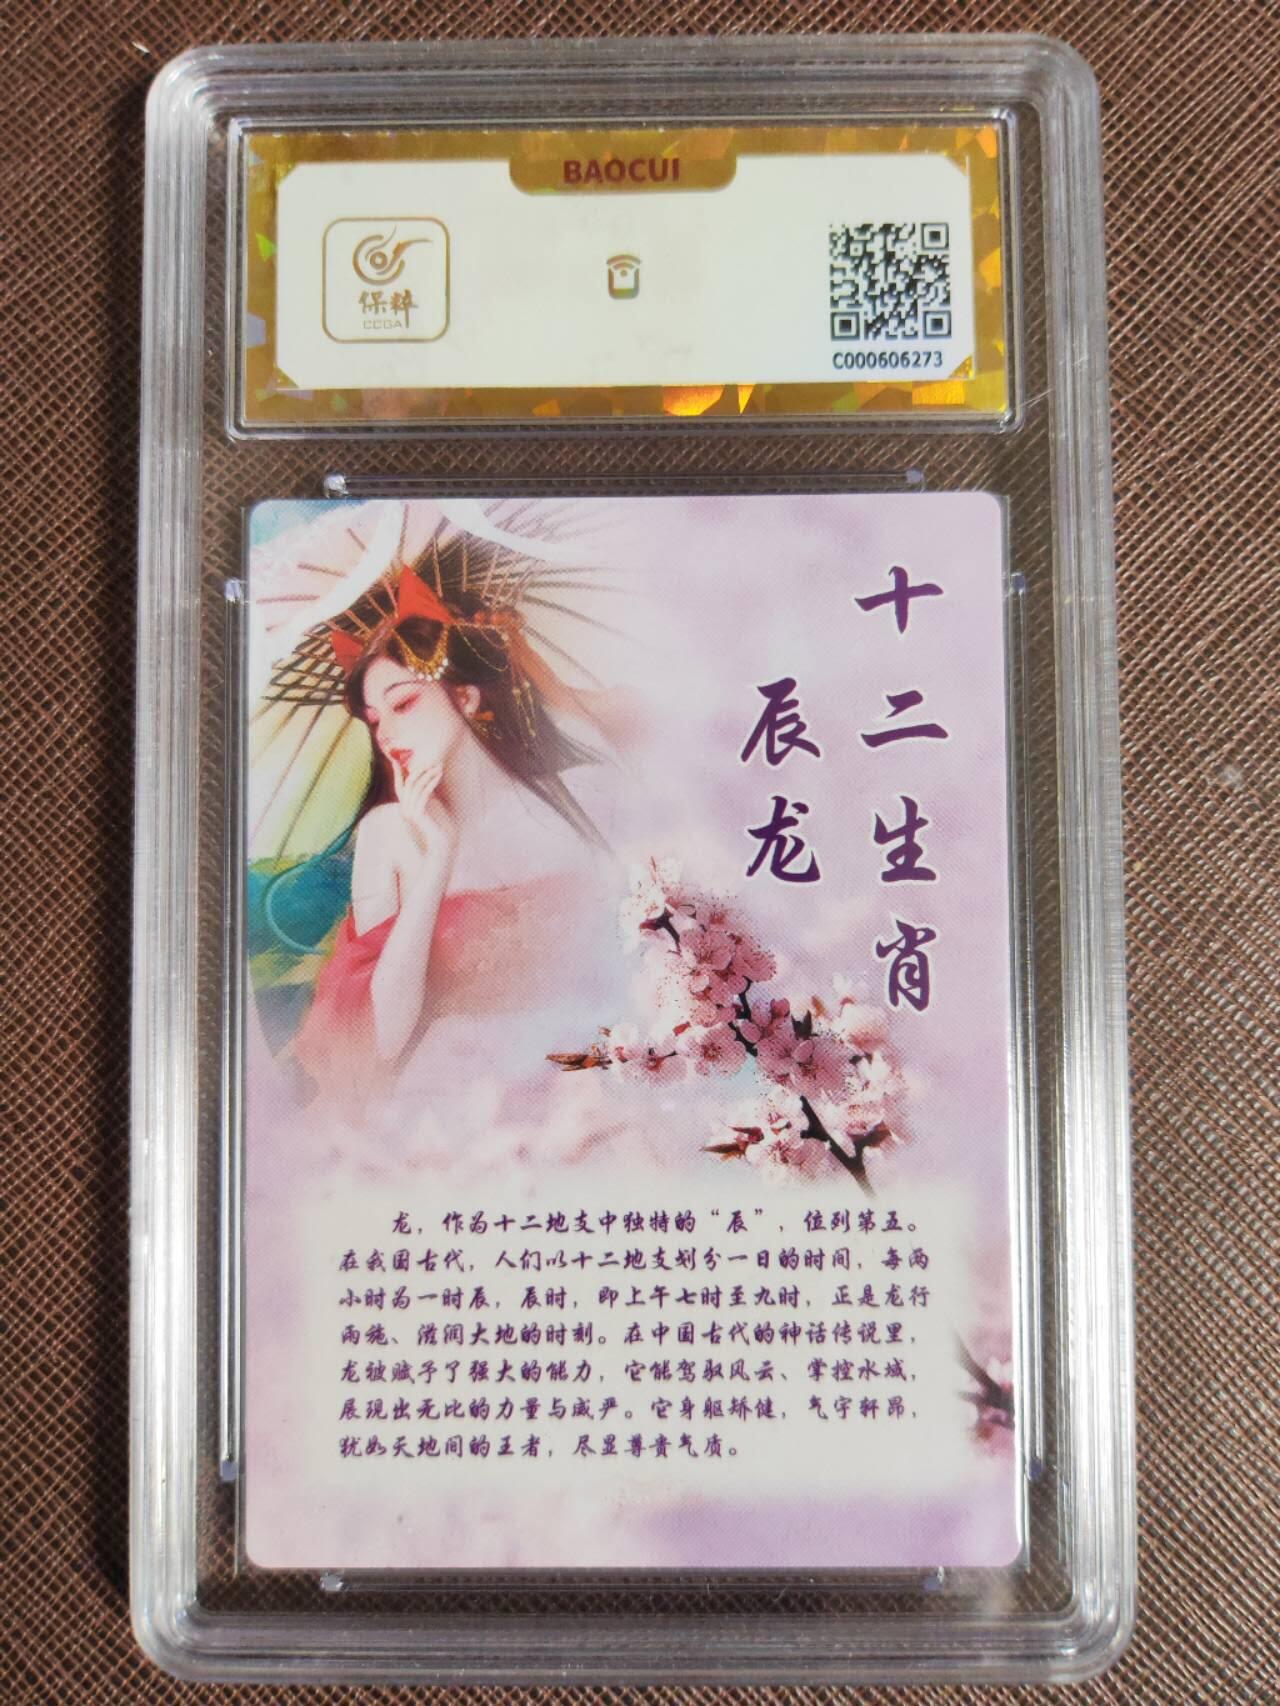 BAOCUI
保粹
CCGA
C000606273
十二生肖
辰龙
龙，作为十二地支中独特的“辰”，位列第五。
在我国古代，人们以十二地支划分一日的时间，每两
小时为一时辰，辰时，即上午七时至九时，正是龙行
雨施、滋润大地的时刻。在中国古代的神话传说里，
龙被赋予了强大的能力，它能驾驭风云、掌控水域，
展现出无比的力量与威严。它身躯矫健，气宇轩昂，
犹如天地间的王者，尽显尊贵气质。